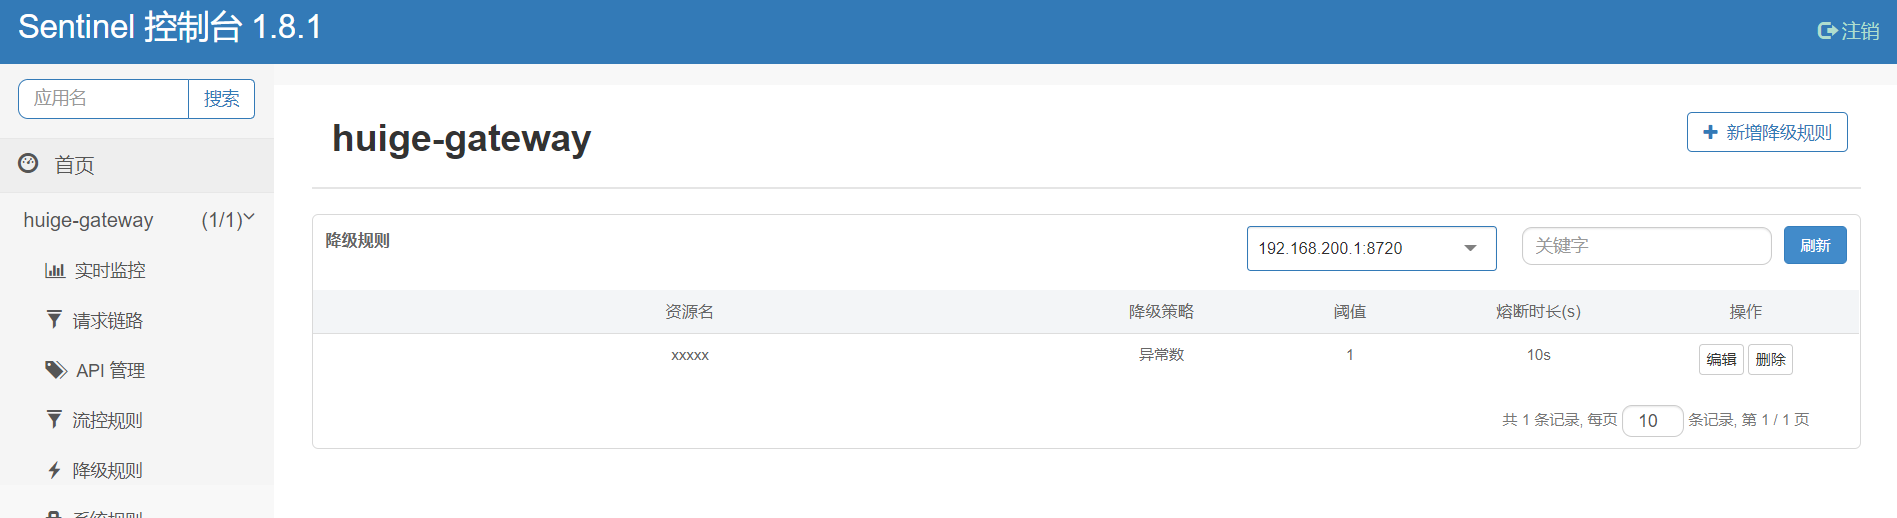 Sentinel 控制台 1.8.1
注销
应用名 搜索
首页
huige-gateway (1/1)
实时监控
请求链路
API 管理
流控规则
降级规则
系统规则
huige-gateway
新增降级规则
降级规则 192.168.200.1:8720 关键字 刷新
资源名 降级策略 阈值 熔断时长(s) 操作
xxxxx 异常数 1 10s 编辑 删除
共 1 条记录, 每页 10 条记录, 第 1 / 1 页